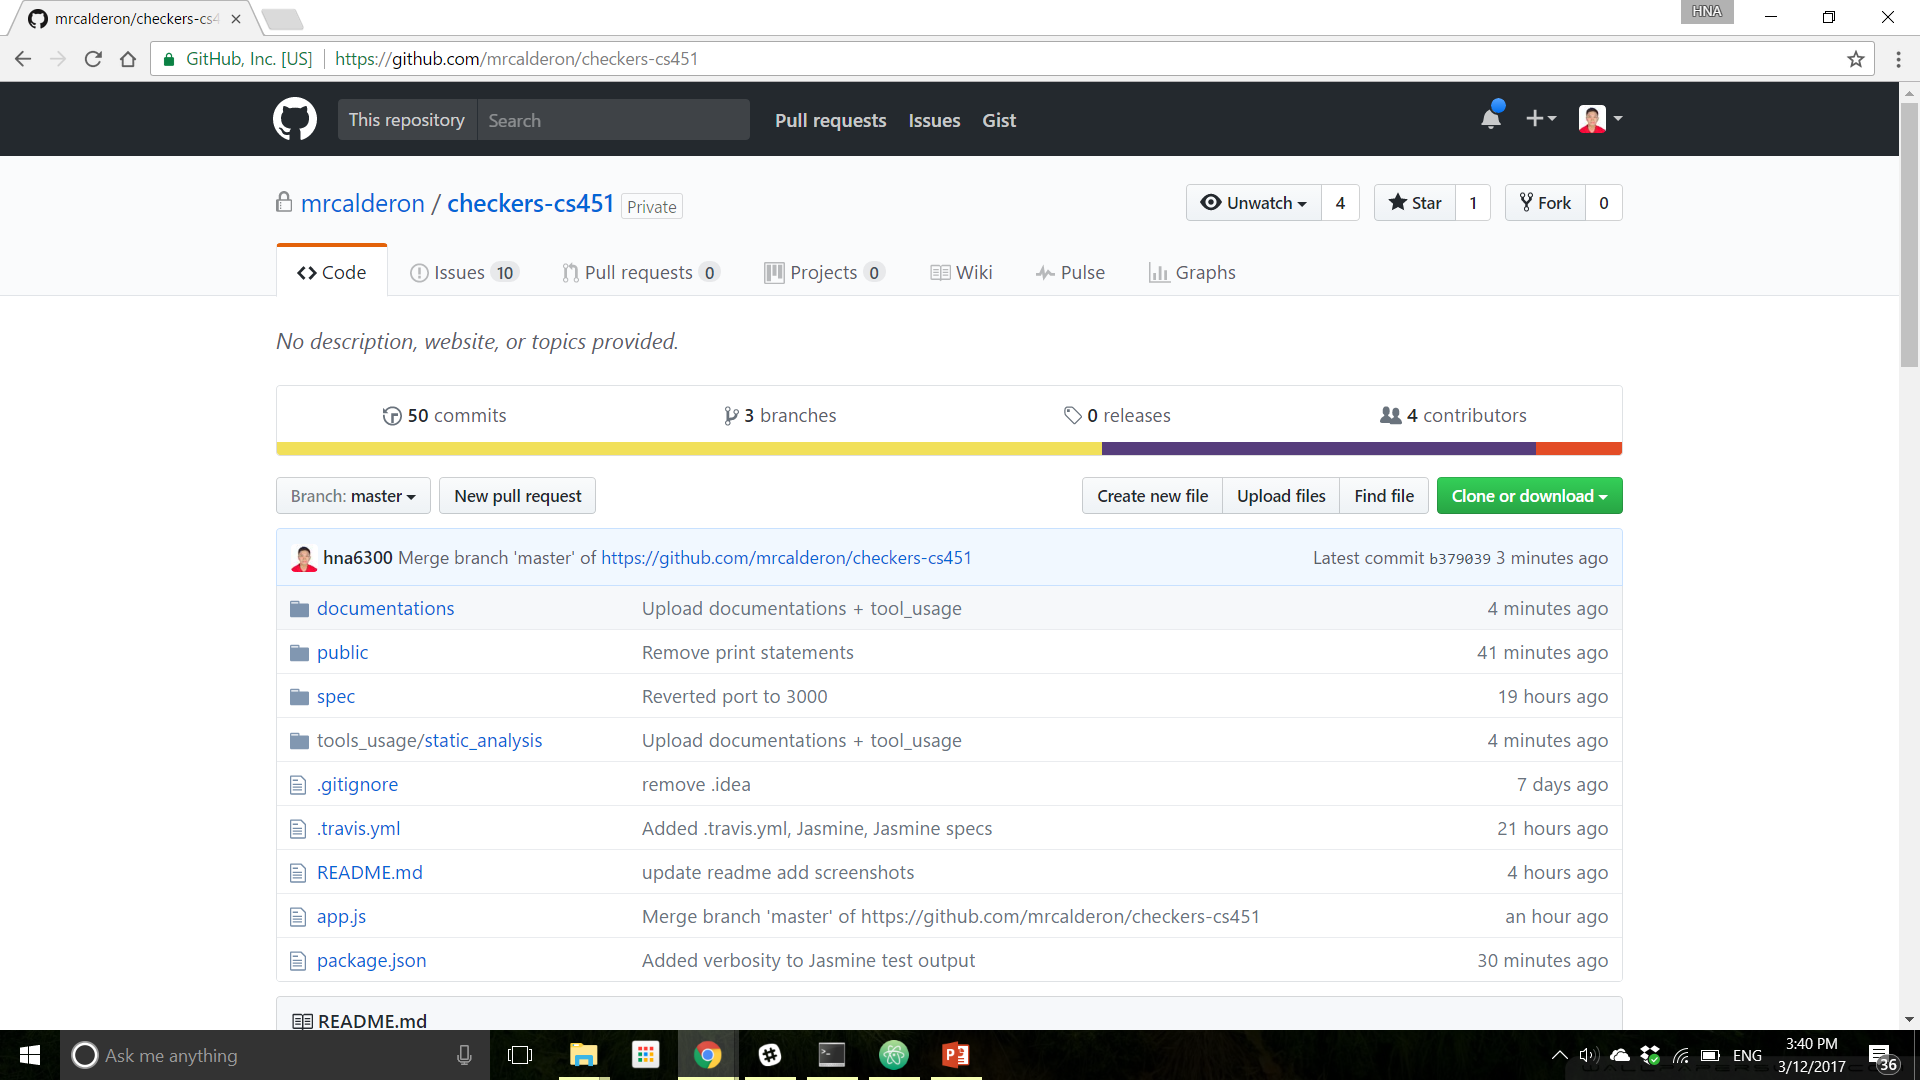 mrcalderon/checkers-cs4
HNA
GitHub, Inc. [US] https://github.com/mrcalderon/checkers-cs451
This repository Search Pull requests Issues Gist
mrcalderon / checkers-cs451 Private
Unwatch 4 Star 1 Fork 0
Code Issues 10 Pull requests 0 Projects 0 Wiki Pulse Graphs
No description, website, or topics provided.
50 commits 3 branches 0 releases 4 contributors
Branch: master New pull request Create new file Upload files Find file Clone or download
hna6300 Merge branch 'master' of https://github.com/mrcalderon/checkers-cs451 Latest commit b379039 3 minutes ago
documentations Upload documentations + tool_usage 4 minutes ago
public Remove print statements 41 minutes ago
spec Reverted port to 3000 19 hours ago
tools_usage/static_analysis Upload documentations + tool_usage 4 minutes ago
.gitignore remove .idea 7 days ago
.travis.yml Added .travis.yml, Jasmine, Jasmine specs 21 hours ago
README.md update readme add screenshots 4 hours ago
app.js Merge branch 'master' of https://github.com/mrcalderon/checkers-cs451 an hour ago
package.json Added verbosity to Jasmine test output 30 minutes ago
README.md
Ask me anything
ENG
3:40 PM
3/12/2017
36